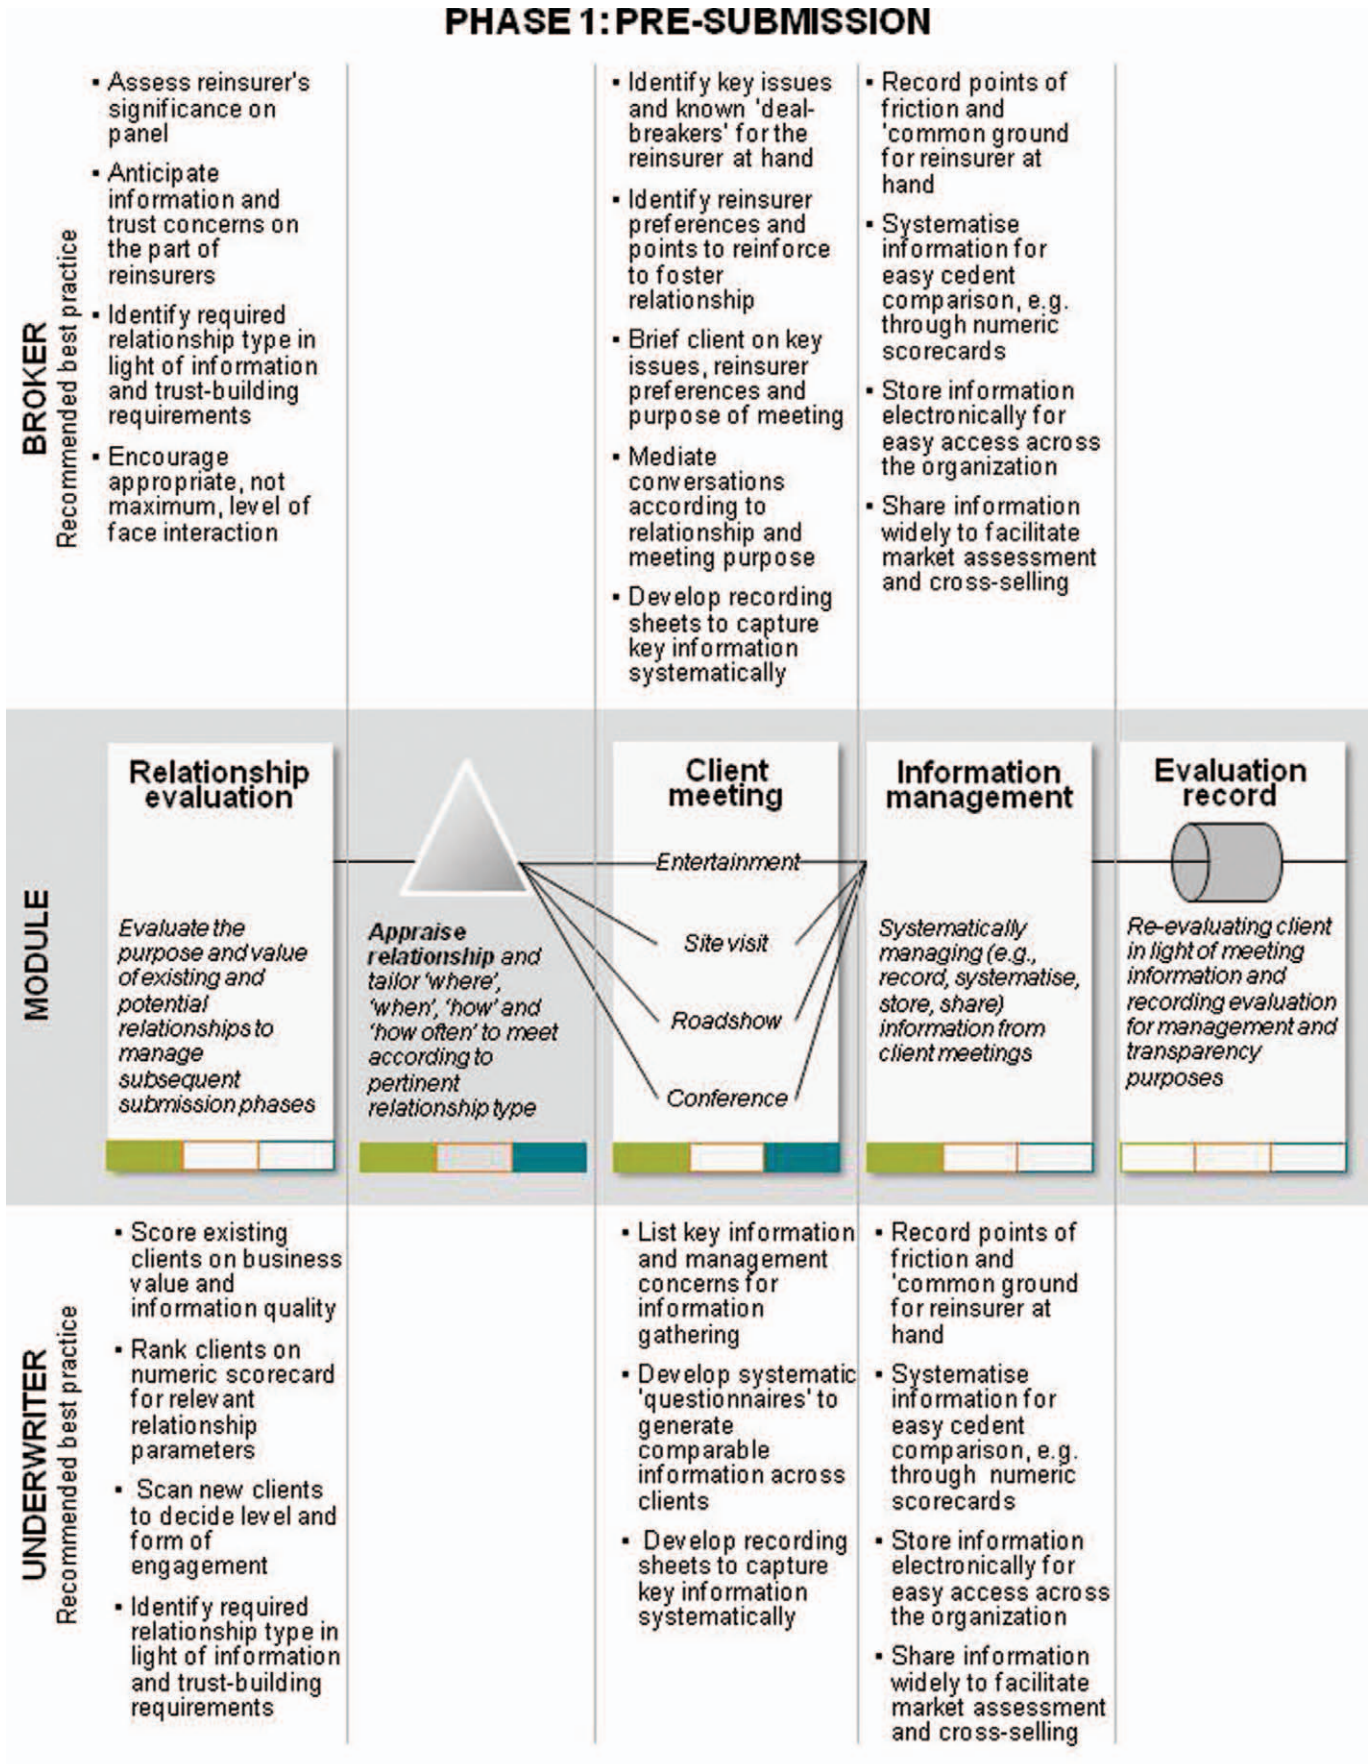 PHASE 1: PRE-SUBMISSION
BROKER
Recommended best practice
▪ Assess reinsurer's
significance on
panel
▪ Anticipate
information and
trust concerns on
the part of
reinsurers
▪ Identify required
relationship type in
light of information
and trust-building
requirements
▪ Encourage
appropriate, not
maximum, level of
face interaction
▪ Identify key issues
and known 'deal-
breakers' for the
reinsurer at hand
▪ Identify reinsurer
preferences and
points to reinforce
to foster
relationship
▪ Brief client on key
issues, reinsurer
preferences and
purpose of meeting
▪ Mediate
conversations
according to
relationship and
meeting purpose
▪ Develop recording
sheets to capture
key information
systematically
▪ Record points of
friction and
'common ground
for reinsurer at
hand
▪ Systematise
information for
easy cedent
comparison, e.g.
through numeric
scorecards
▪ Store information
electronically for
easy access across
the organization
▪ Share information
widely to facilitate
market assessment
and cross-selling
MODULE
Relationship
evaluation
Evaluate the
purpose and value
of existing and
potential
relationships to
manage
subsequent
submission phases
Appraise
relationship and
tailor 'where',
'when', 'how' and
'how often' to meet
according to
pertinent
relationship type
Client
meeting
Entertainment
Site visit
Roadshow
Conference
Information
management
Systematically
managing (e.g.,
record, systematise,
store, share)
information from
client meetings
Evaluation
record
Re-evaluating client
in light of meeting
information and
recording evaluation
for management and
transparency
purposes
UNDERWRITER
Recommended best practice
▪ Score existing
clients on business
value and
information quality
▪ Rank clients on
numeric scorecard
for relevant
relationship
parameters
▪ Scan new clients
to decide level and
form of
engagement
▪ Identify required
relationship type in
light of information
and trust-building
requirements
▪ List key information
and management
concerns for
information
gathering
▪ Develop systematic
'questionnaires' to
generate
comparable
information across
clients
▪ Develop recording
sheets to capture
key information
systematically
▪ Record points of
friction and
'common ground
for reinsurer at
hand
▪ Systematise
information for
easy cedent
comparison, e.g.
through numeric
scorecards
▪ Store information
electronically for
easy access across
the organization
▪ Share information
widely to facilitate
market assessment
and cross-selling